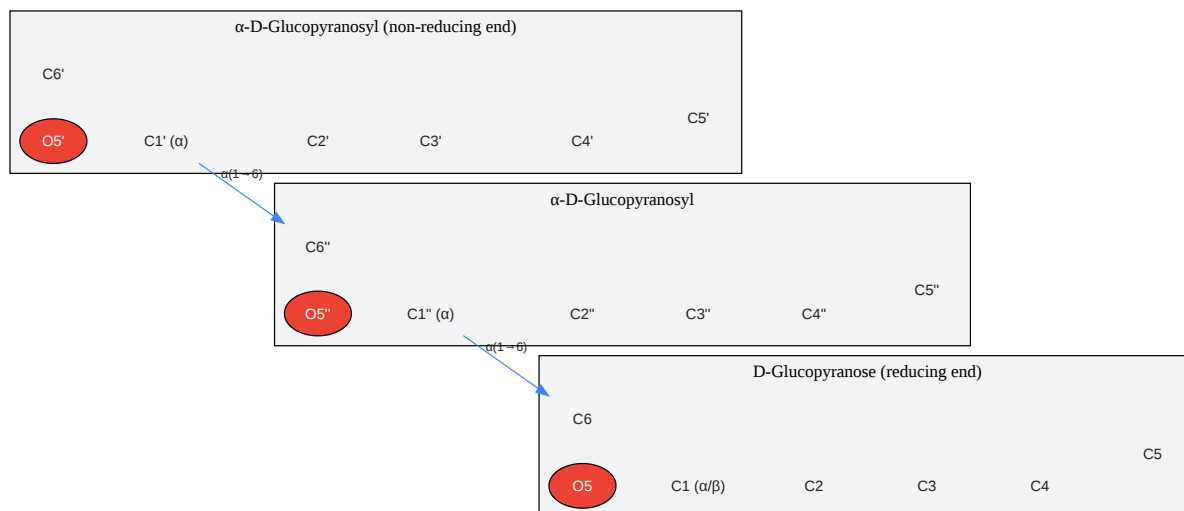 α-D-Glucopyranosyl (non-reducing end)
C6'
C5'
O5' C1' (α) C2' C3' C4'
α(1→6)
α-D-Glucopyranosyl
C6''
C5''
O5'' C1'' (α) C2'' C3'' C4''
α(1→6)
D-Glucopyranose (reducing end)
C6
C5
O5 C1 (α/β) C2 C3 C4